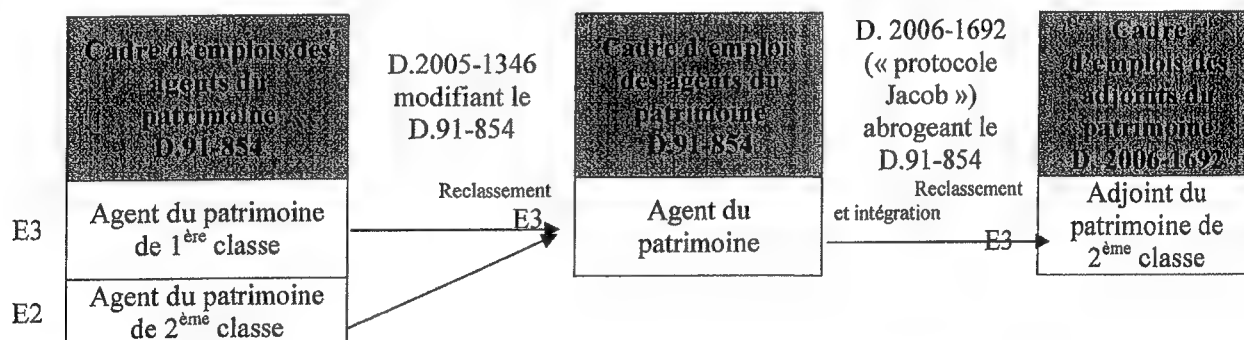 Cadre d'emplois des
agents du
patrimoine
D.91-854
E3
Agent du patrimoine
de 1ère classe
E2
Agent du patrimoine
de 2ème classe
D.2005-1346
modifiant le
D.91-854
Reclassement
E3
Cadre d'emploi
des agents du
patrimoine
D.91-854
Agent du
patrimoine
D. 2006-1692
(« protocole
Jacob »)
abrogeant le
D.91-854
Reclassement
et intégration
E3
Cadre
d'emplois des
adjoints du
patrimoine
D. 2006-1692
Adjoint du
patrimoine de
2ème classe